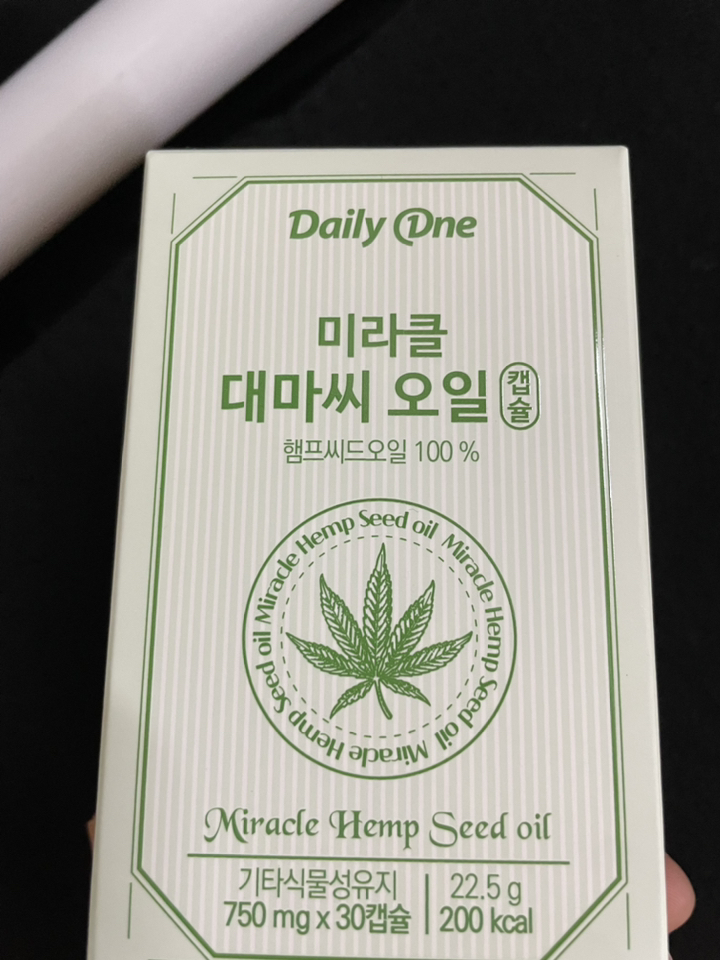 Daily One
미라클
대마씨 오일 캡슐
햄프씨드오일 100 %
Miracle Hemp Seed oil Miracle Hemp Seed oil Miracle Hemp Seed oil
Miracle Hemp Seed oil
기타식물성유지 22.5 g
750 mg x 30캡슐 200 kcal